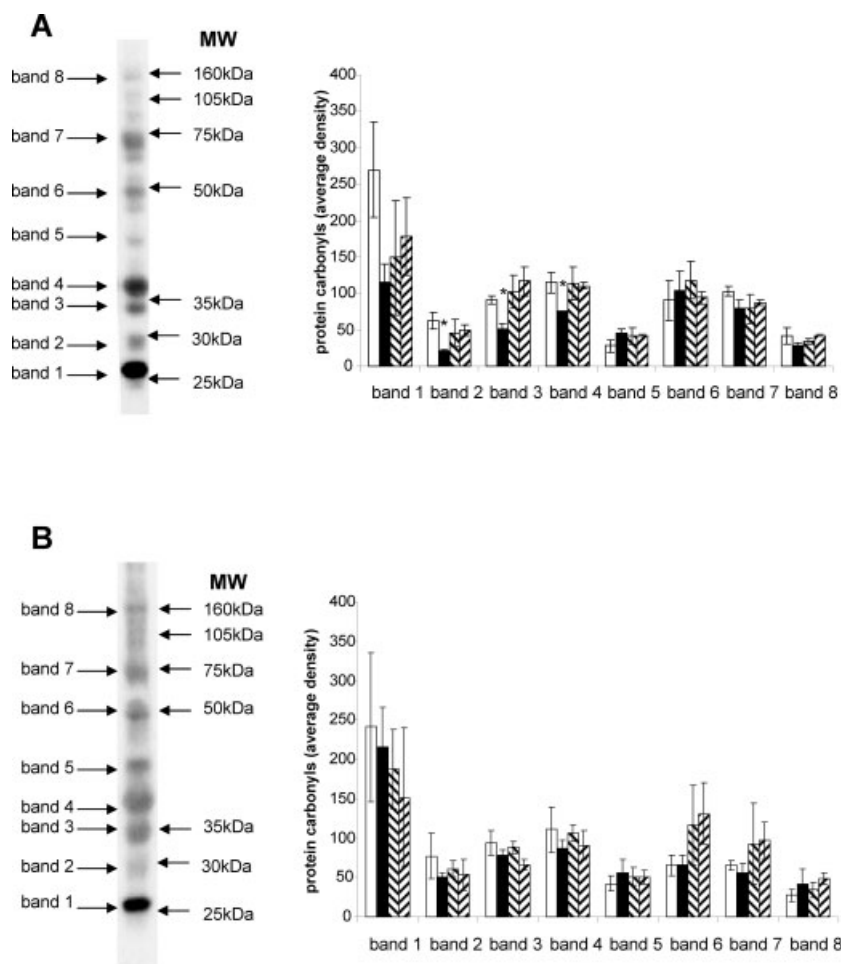 A
MW
band 8
160kDa
105kDa
band 7
75kDa
band 6
50kDa
band 5
band 4
band 3
35kDa
band 2
30kDa
band 1
25kDa
protein carbonyls (average density)
400
350
300
250
200
150
100
50
0
* * *
band 1 band 2 band 3 band 4 band 5 band 6 band 7 band 8
B
MW
band 8
160kDa
105kDa
band 7
75kDa
band 6
50kDa
band 5
band 4
band 3
35kDa
band 2
30kDa
band 1
25kDa
protein carbonyls (average density)
400
350
300
250
200
150
100
50
0
band 1 band 2 band 3 band 4 band 5 band 6 band 7 band 8